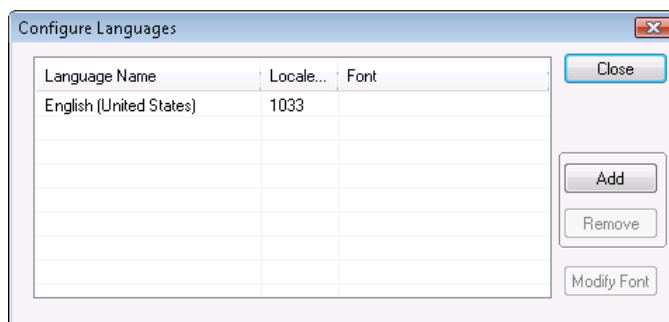 Configure Languages
Language Name Locale... Font
English (United States) 1033
Close
Add
Remove
Modify Font